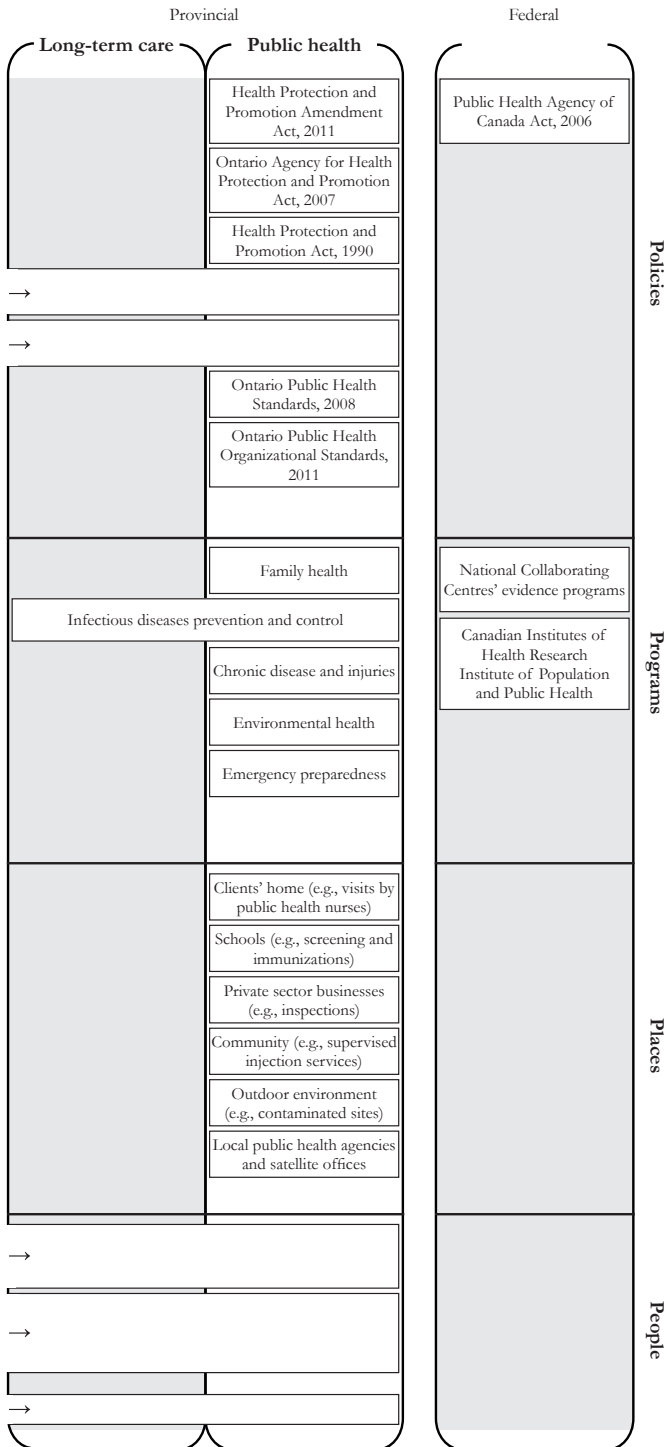 Provincial
Federal
Long-term care
Public health
Health Protection and
Promotion Amendment
Act, 2011
Public Health Agency of
Canada Act, 2006
Ontario Agency for Health
Protection and Promotion
Act, 2007
Health Protection and
Promotion Act, 1990
→
→
Ontario Public Health
Standards, 2008
Ontario Public Health
Organizational Standards,
2011
Policies
Family health
National Collaborating
Centres’ evidence programs
Infectious diseases prevention and control
Canadian Institutes of
Health Research
Institute of Population
and Public Health
Chronic disease and injuries
Environmental health
Emergency preparedness
Programs
Clients’ home (e.g., visits by
public health nurses)
Schools (e.g., screening and
immunizations)
Private sector businesses
(e.g., inspections)
Community (e.g., supervised
injection services)
Outdoor environment
(e.g., contaminated sites)
Local public health agencies
and satellite offices
Places
→
→
→
People